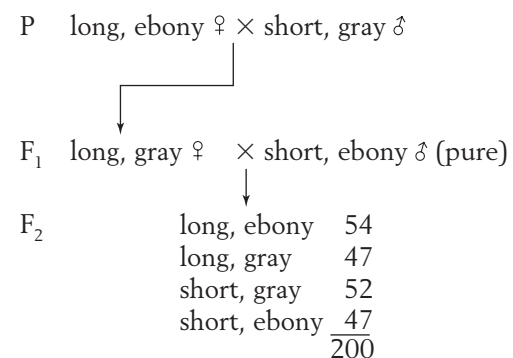 P long, ebony ♀ × short, gray ♂
F₁ long, gray ♀ × short, ebony ♂ (pure)
F₂ long, ebony 54
long, gray 47
short, gray 52
short, ebony 47
200